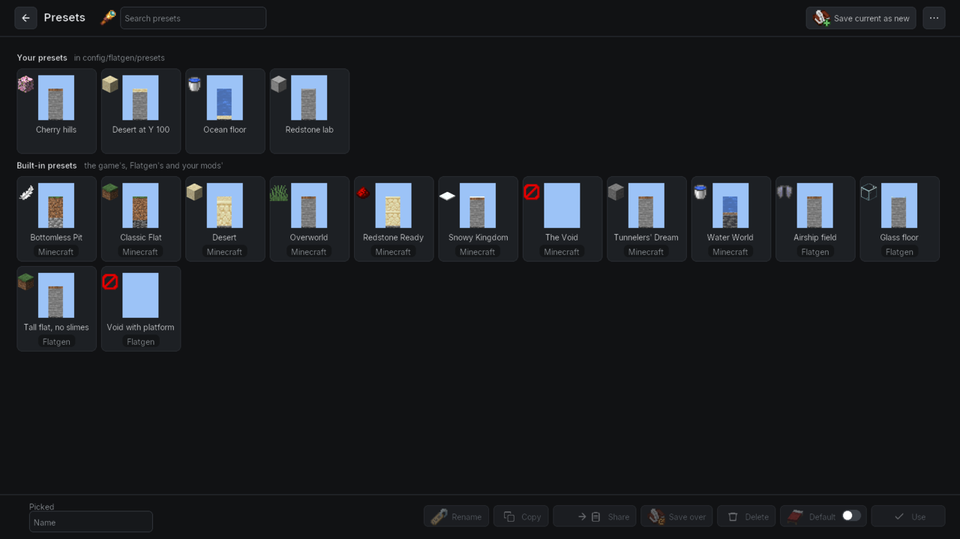 Presets
Search presets
Save current as new
Your presets in config/flatgen/presets
Cherry hills
Desert at Y 100
Ocean floor
Redstone lab
Built-in presets the game's, Flatgen's and your mods'
Bottomless Pit
Minecraft
Classic Flat
Minecraft
Desert
Minecraft
Overworld
Minecraft
Redstone Ready
Minecraft
Snowy Kingdom
Minecraft
The Void
Minecraft
Tunnelers' Dream
Minecraft
Water World
Minecraft
Airship field
Flatgen
Glass floor
Flatgen
Tall flat, no slimes
Flatgen
Void with platform
Flatgen
Picked
Name
Rename
Copy
Share
Save over
Delete
Default
Use